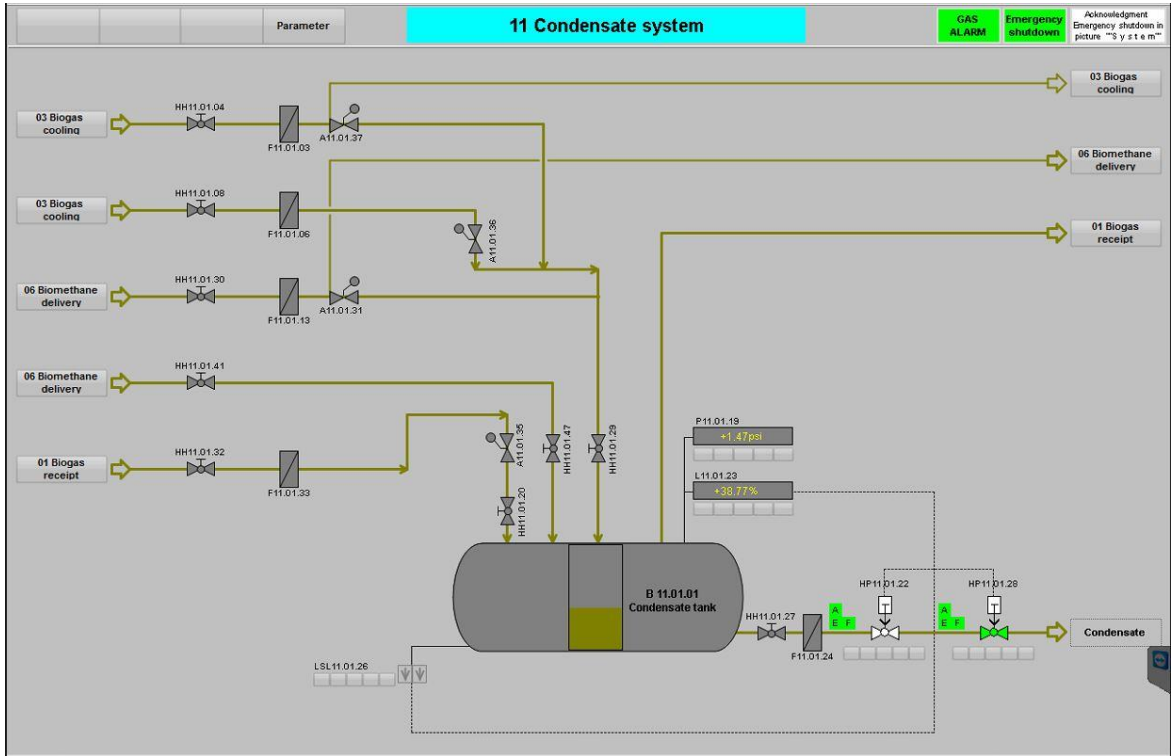 Parameter
11 Condensate system
GAS
ALARM
Emergency
shutdown
Acknowledgment
Emergency shutdown in
picture ""S y s t e m""
03 Biogas
cooling
HH11.01.04
F11.01.03
A11.01.37
03 Biogas
cooling
06 Biomethane
delivery
03 Biogas
cooling
HH11.01.08
F11.01.06
A11.01.36
01 Biogas
receipt
06 Biomethane
delivery
HH11.01.30
F11.01.13
A11.01.31
06 Biomethane
delivery
HH11.01.41
01 Biogas
receipt
HH11.01.32
F11.01.33
A11.01.35
HH11.01.47
HH11.01.29
HH11.01.20
P11.01.19
+1.47psi
L11.01.23
+38.77%
B 11.01.01
Condensate tank
HH11.01.27
F11.01.24
HP11.01.22
A
E F
HP11.01.28
A
E F
Condensate
LSL11.01.26